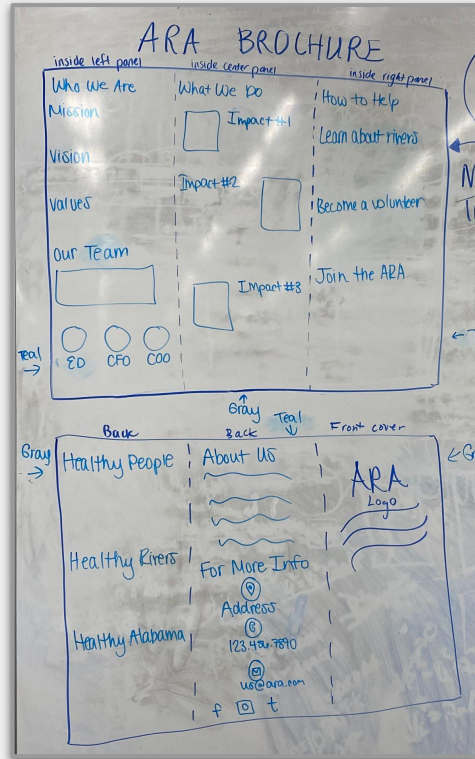 ARA BROCHURE
inside left panel
inside center panel
inside right panel
Who We Are
Mission
Vision
Values
Our Team
ED CFO COO
What We Do
Impact #1
Impact #2
Impact #3
How to Help
Learn about rivers
Become a volunteer
Join the ARA
Teal
Gray
Teal
Back
Back
Front cover
Gray
Healthy People
Healthy Rivers
Healthy Alabama
About Us
For More Info
Address
123.456.7890
us@ara.com
f t
ARA
Logo